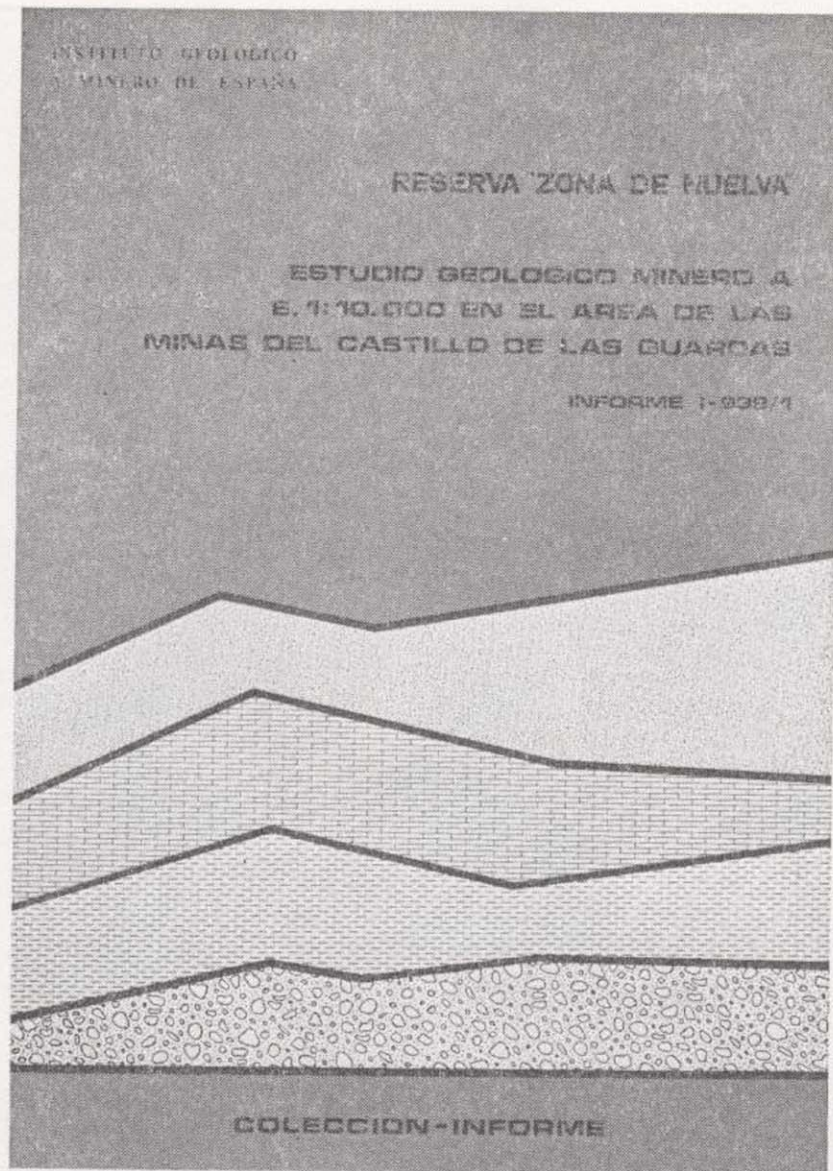 INSTITUTO GEOLOGICO
Y MINERO DE ESPAÑA
RESERVA "ZONA DE HUELVA"
ESTUDIO GEOLOGICO MINERO A
E. 1:10.000 EN EL AREA DE LAS
MINAS DEL CASTILLO DE LAS GUARDAS
INFORME
COLECCION-INFORME